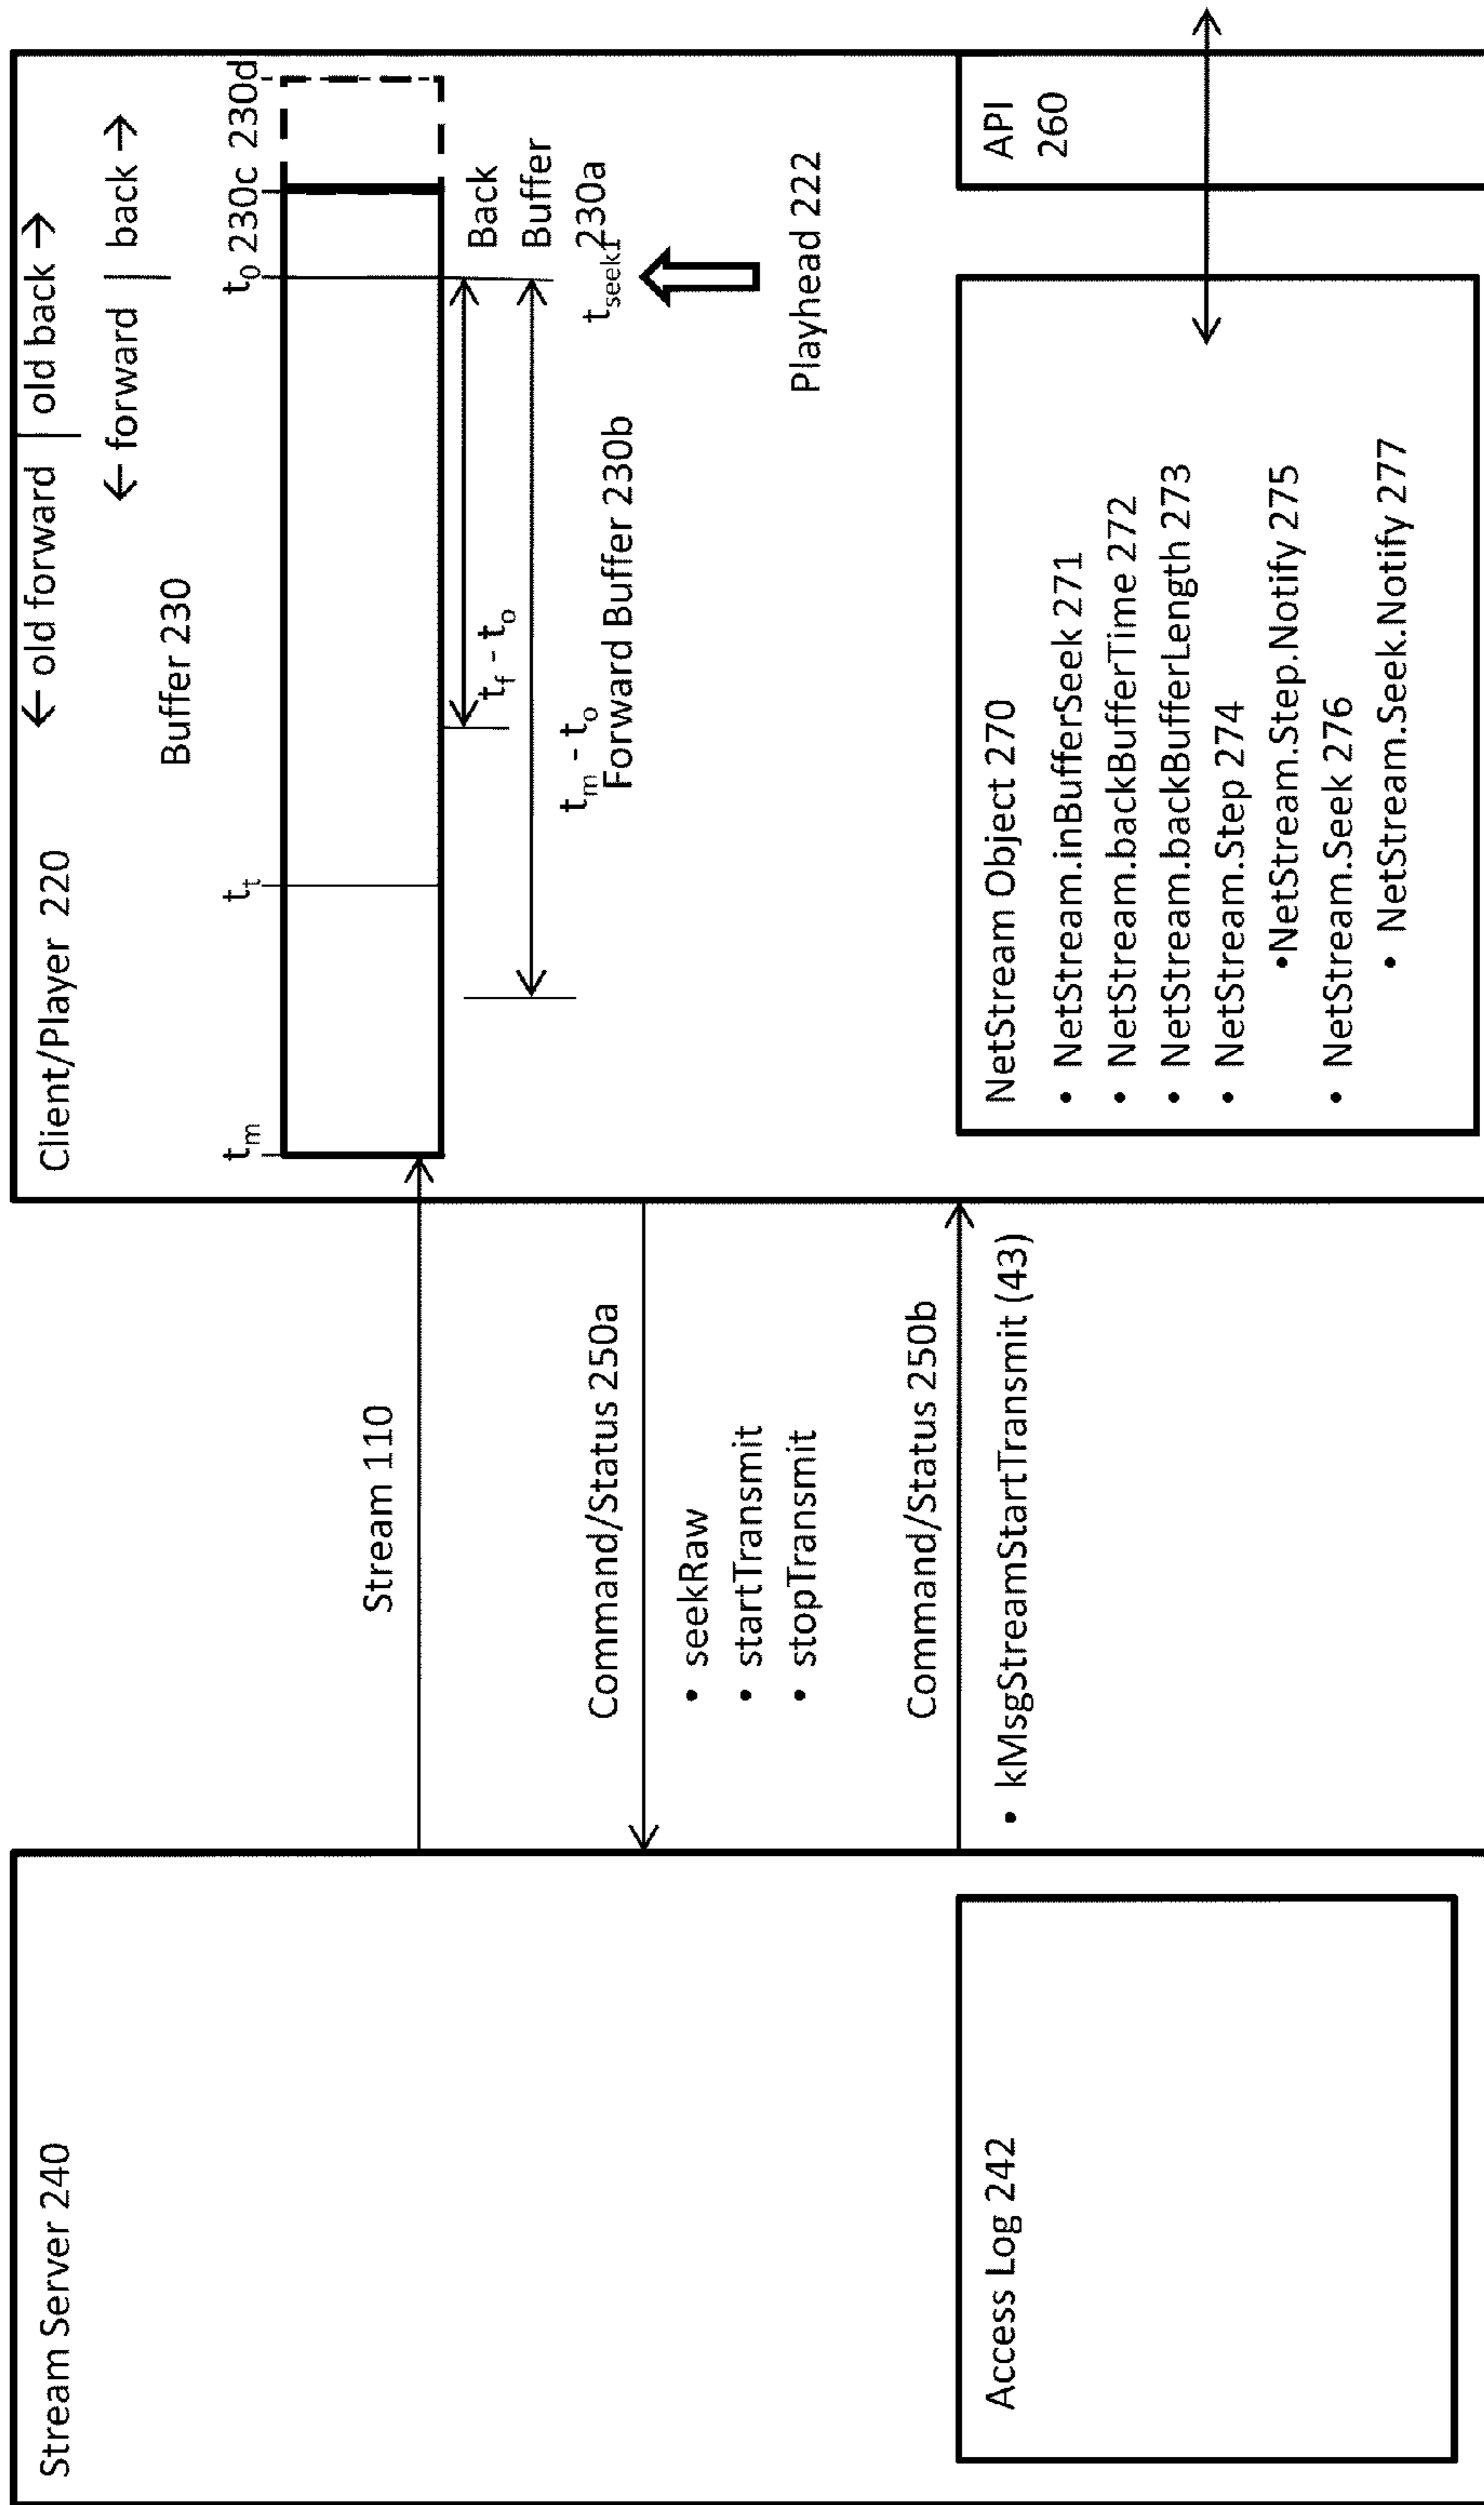 Stream Server 240
Access Log 242
Stream 110
Command/Status 250a
• seekRaw
• startTransmit
• stopTransmit
Command/Status 250b
• kMsgStreamStartTransmit (43)
Client/Player 220
← old forward | old back →
← forward | back →
Buffer 230
tm
tt
t0 230c 230d
tf - to
tm - to
Forward Buffer 230b
Back
Buffer
230a
tseek1
Playhead 222
NetStream Object 270
• NetStream.inBufferSeek 271
• NetStream.backBufferTime 272
• NetStream.backBufferLength 273
• NetStream.Step 274
•NetStream.Step.Notify 275
• NetStream.Seek 276
• NetStream.Seek.Notify 277
API
260